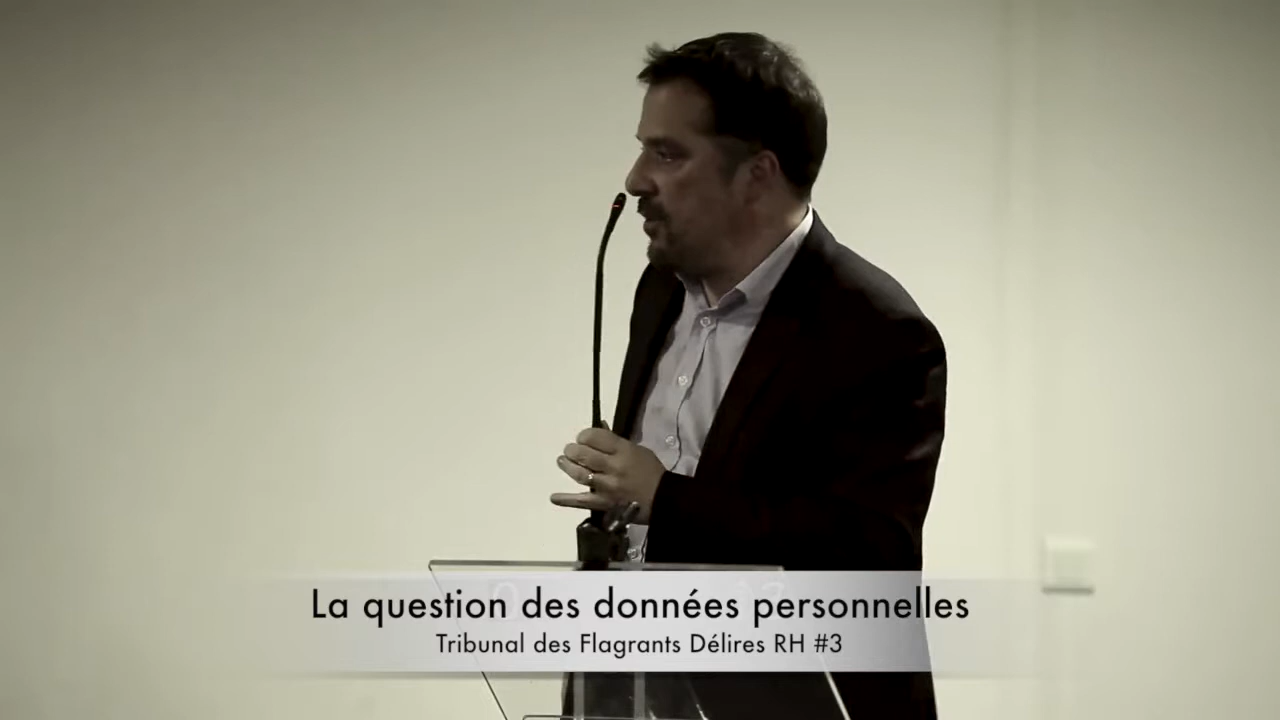 La question des données personnelles
Tribunal des Flagrants Délires RH #3